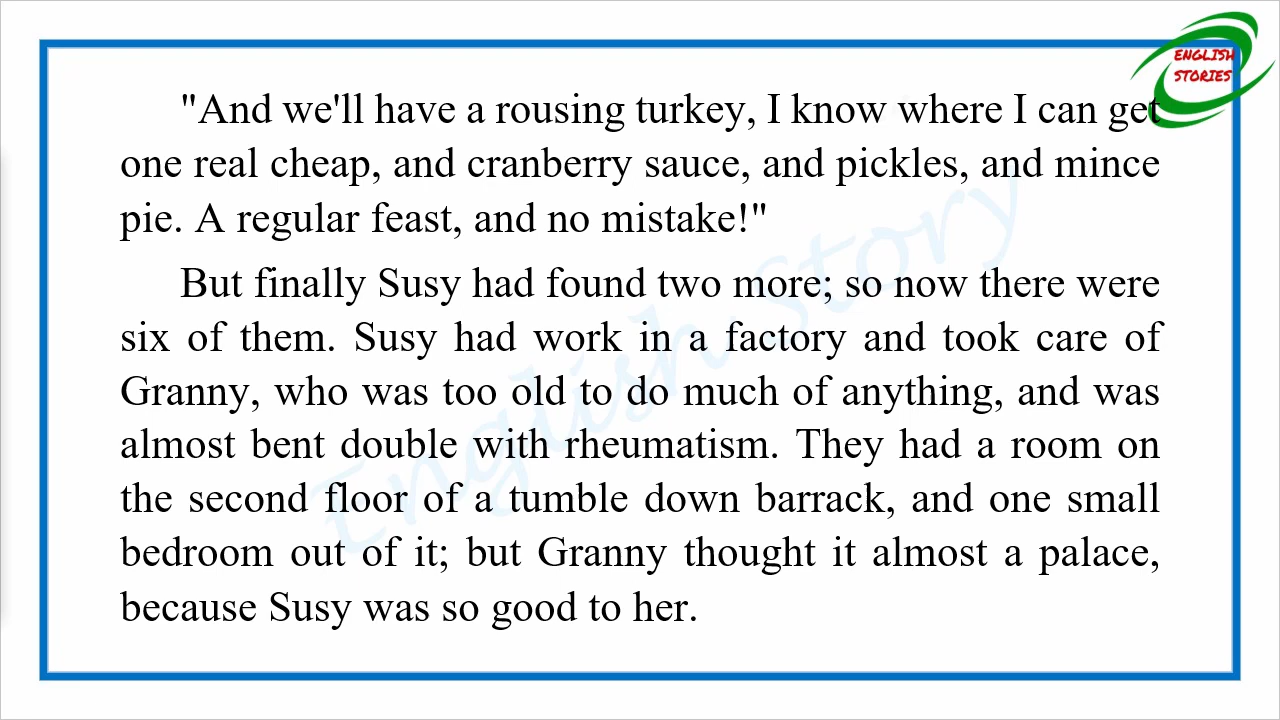 ENGLISH
STORIES
"And we'll have a rousing turkey, I know where I can get
one real cheap, and cranberry sauce, and pickles, and mince
pie. A regular feast, and no mistake!"
But finally Susy had found two more; so now there were
six of them. Susy had work in a factory and took care of
Granny, who was too old to do much of anything, and was
almost bent double with rheumatism. They had a room on
the second floor of a tumble down barrack, and one small
bedroom out of it; but Granny thought it almost a palace,
because Susy was so good to her.
English Story